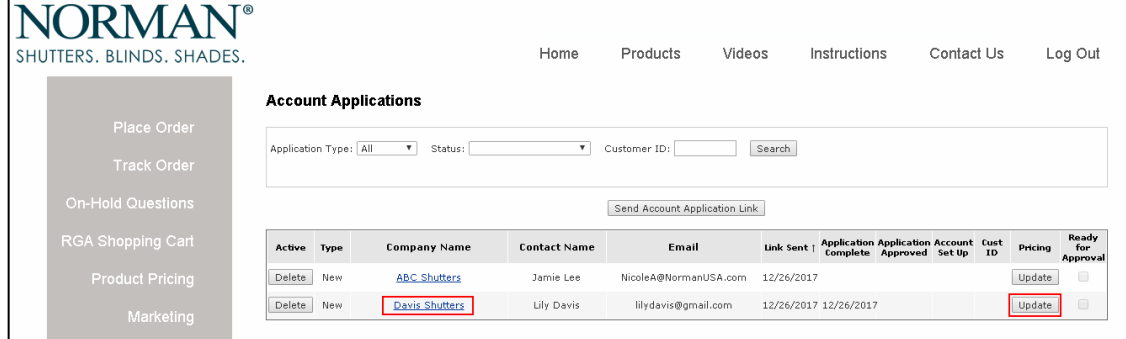 NORMAN®
SHUTTERS. BLINDS. SHADES.
Home Products Videos Instructions Contact Us Log Out
Place Order
Track Order
On-Hold Questions
RGA Shopping Cart
Product Pricing
Marketing
Account Applications
Application Type: All Status: Customer ID: Search
Send Account Application Link
Active Type Company Name Contact Name Email Link Sent ↑ Application Complete Application Approved Account Set Up Cust ID Pricing Ready for Approval
Delete New ABC Shutters Jamie Lee NicoleA@NormanUSA.com 12/26/2017 Update
Delete New Davis Shutters Lily Davis lilydavis@gmail.com 12/26/2017 12/26/2017 Update